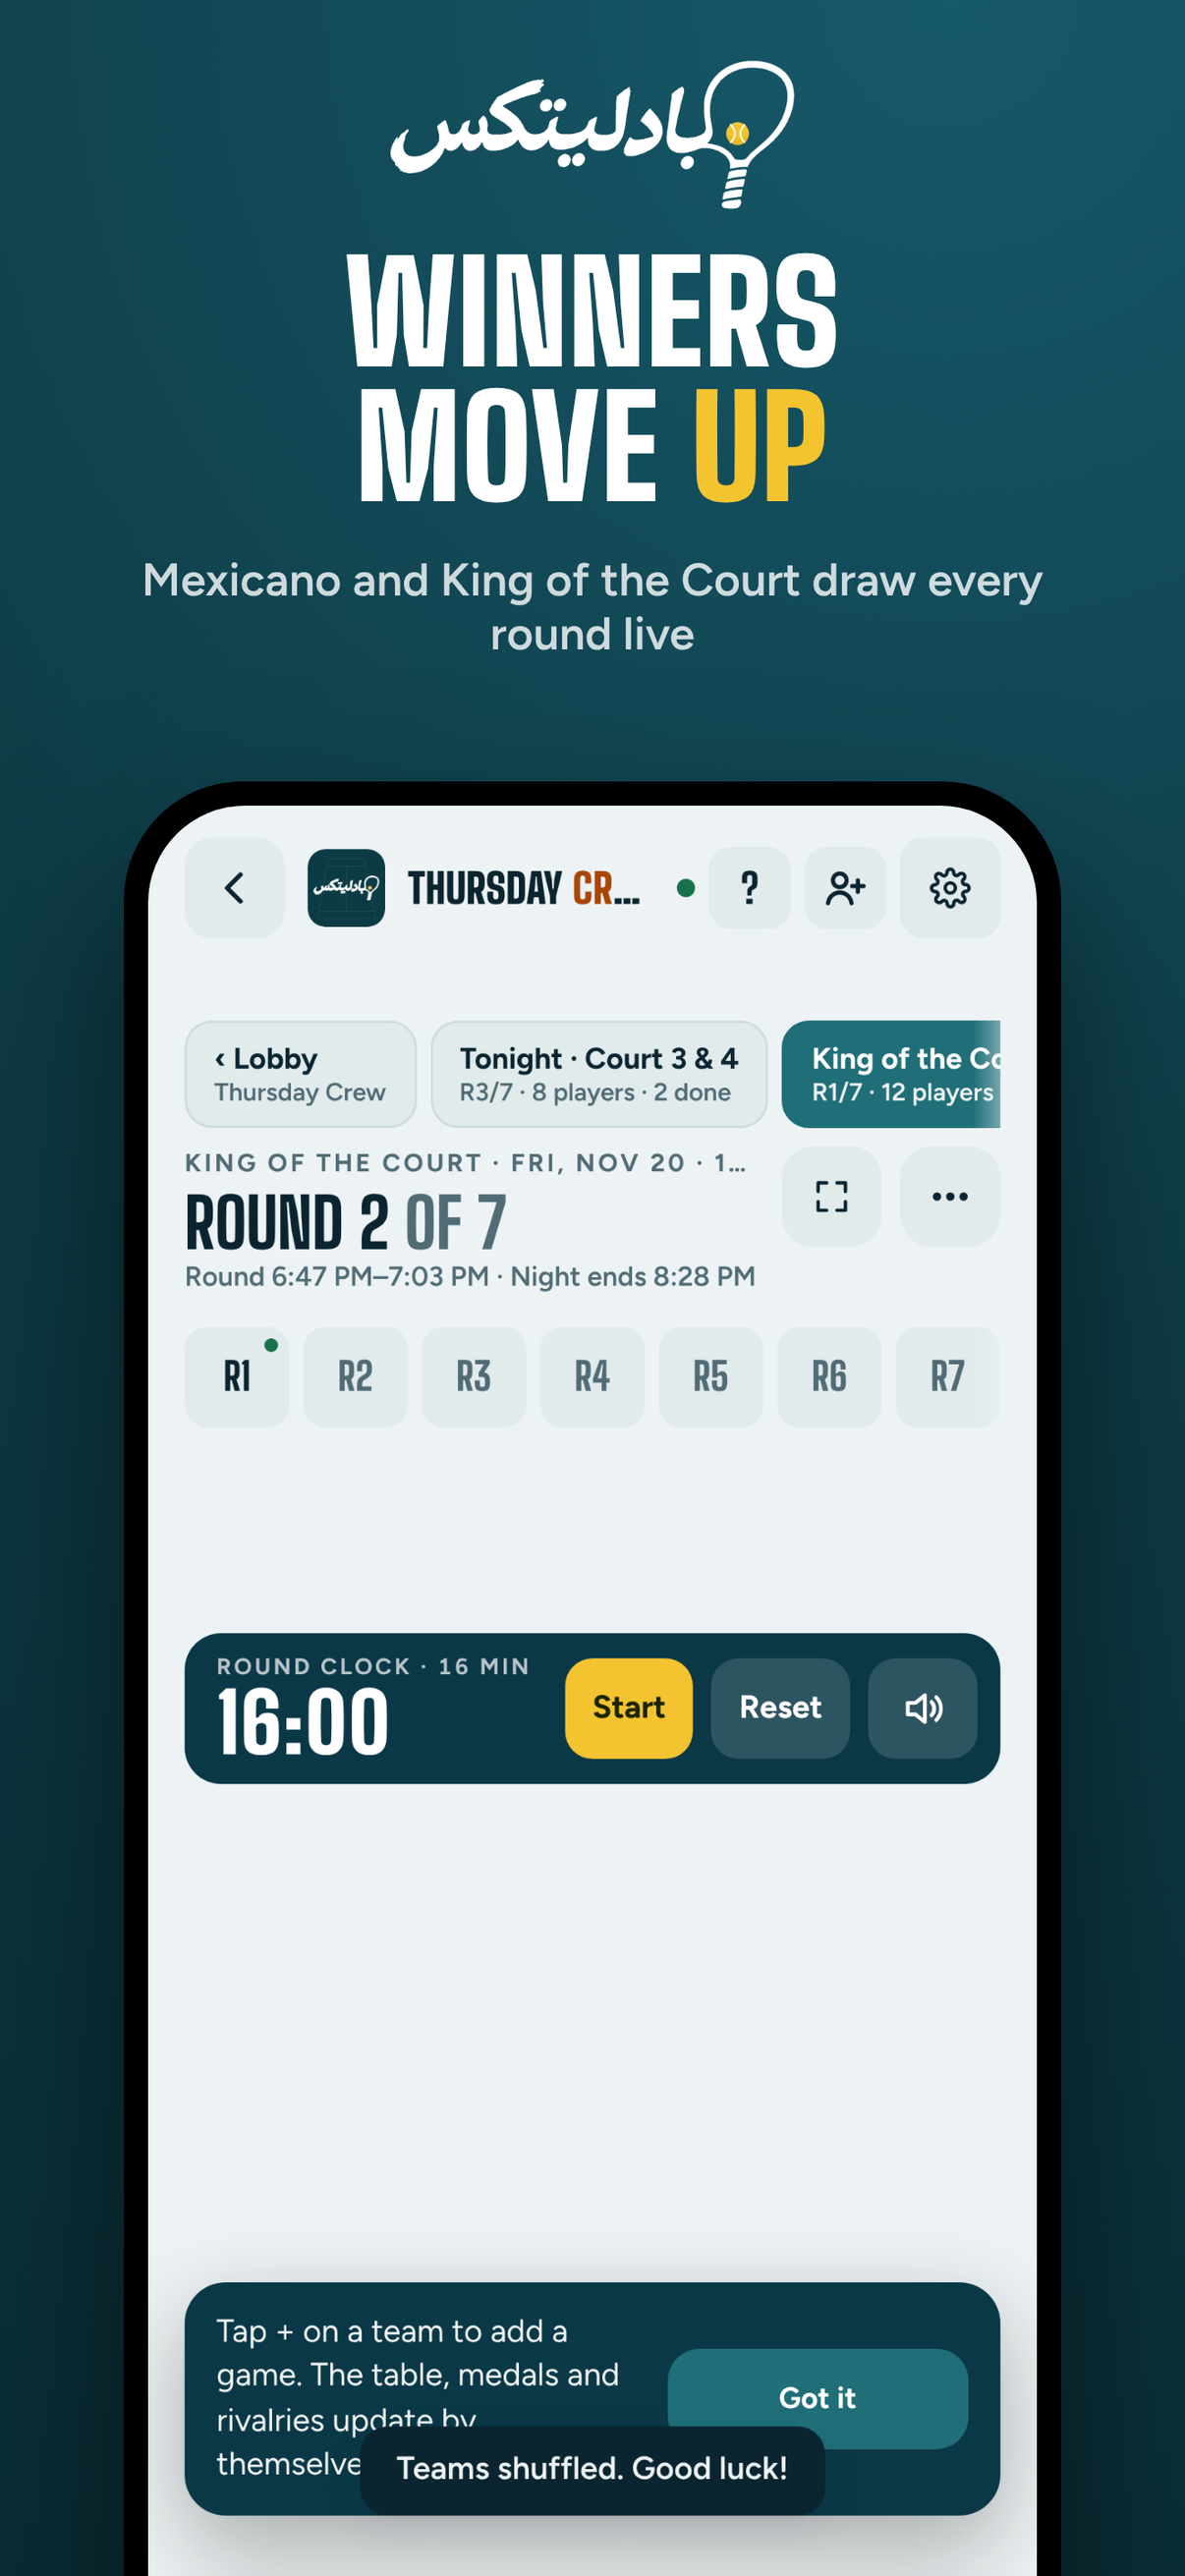 بادليتكس
WINNERS
MOVE UP
Mexicano and King of the Court draw every
round live
بادليتكس
THURSDAY CR...
?
‹ Lobby
Thursday Crew
Tonight · Court 3 & 4
R3/7 · 8 players · 2 done
King of the Co
R1/7 · 12 players
KING OF THE COURT · FRI, NOV 20 · 1...
ROUND 2 OF 7
Round 6:47 PM–7:03 PM · Night ends 8:28 PM
R1
R2
R3
R4
R5
R6
R7
ROUND CLOCK · 16 MIN
16:00
Start
Reset
Tap + on a team to add a
game. The table, medals and
rivalries update by
themselve
Got it
Teams shuffled. Good luck!